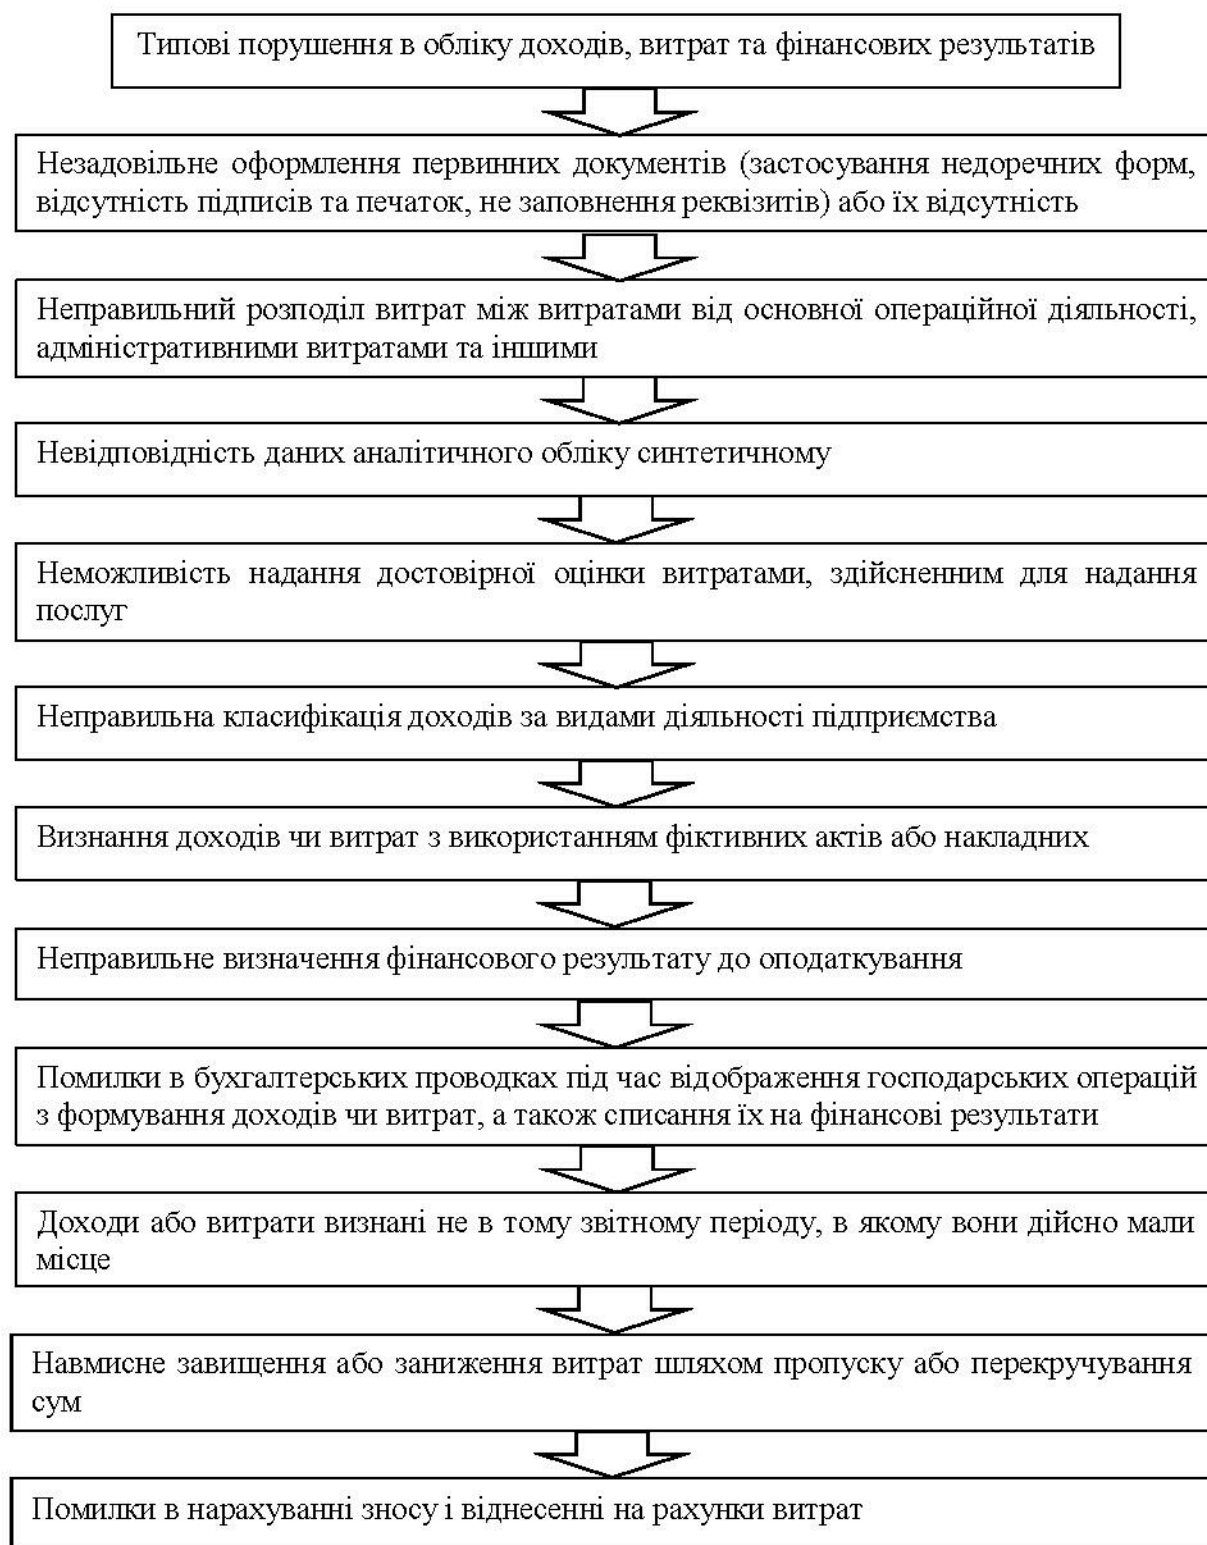 Типові порушення в обліку доходів, витрат та фінансових результатів
Незадовільне оформлення первинних документів (застосування недоречних форм,
відсутність підписів та печаток, не заповнення реквізитів) або їх відсутність
Неправильний розподіл витрат між витратами від основної операційної діяльності,
адміністративними витратами та іншими
Невідповідність даних аналітичного обліку синтетичному
Неможливість надання достовірної оцінки витратами, здійсненним для надання
послуг
Неправильна класифікація доходів за видами діяльності підприємства
Визнання доходів чи витрат з використанням фіктивних актів або накладних
Неправильне визначення фінансового результату до оподаткування
Помилки в бухгалтерських проводках під час відображення господарських операцій
з формування доходів чи витрат, а також списання їх на фінансові результати
Доходи або витрати визнані не в тому звітному періоду, в якому вони дійсно мали
місце
Навмисне завищення або заниження витрат шляхом пропуску або перекручування
сум
Помилки в нарахуванні зносу і віднесенні на рахунки витрат